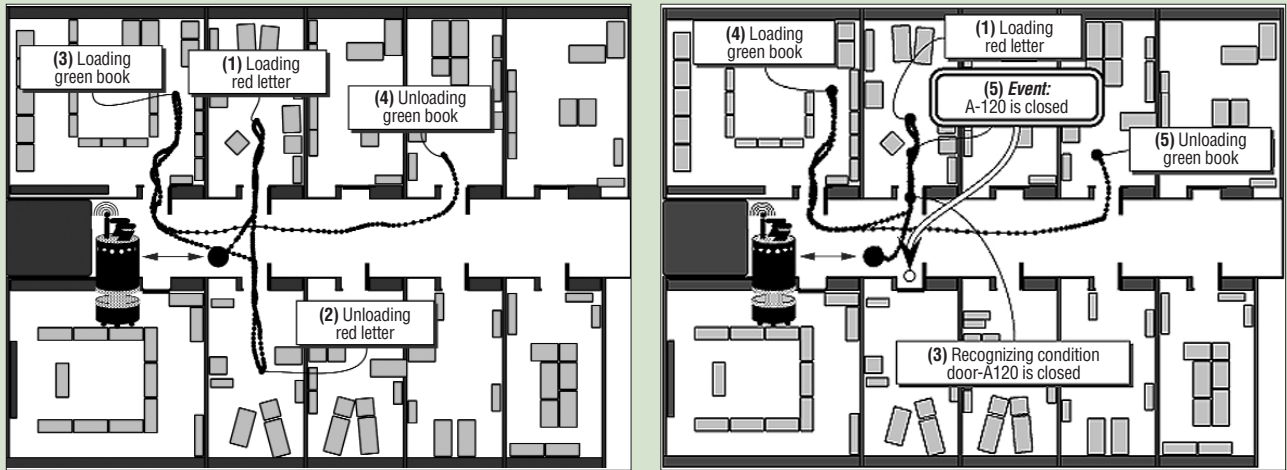 (3) Loading
green book
(1) Loading
red letter
(4) Unloading
green book
(2) Unloading
red letter
(4) Loading
green book
(1) Loading
red letter
(5) Event:
A-120 is closed
(5) Unloading
green book
(3) Recognizing condition
door-A120 is closed